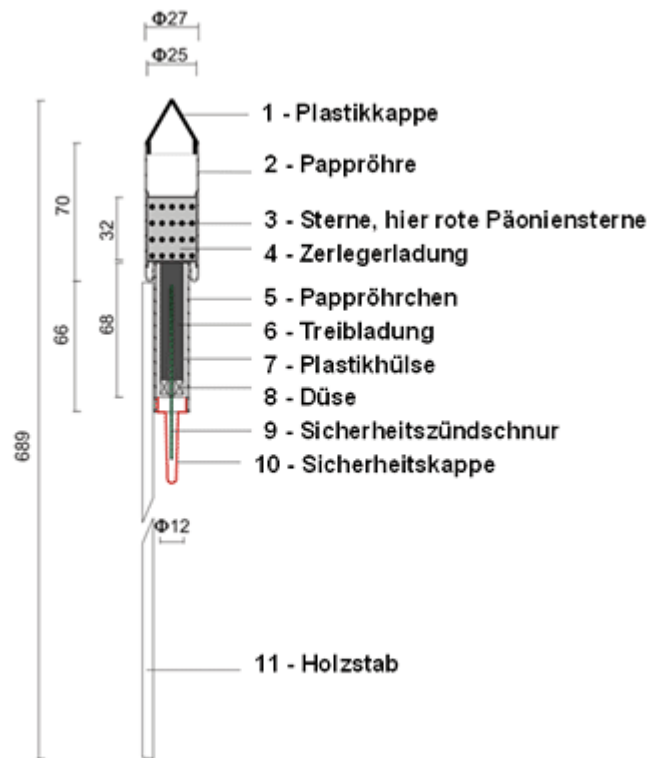 Φ27
Φ25
1 - Plastikkappe
2 - Pappröhre
70
32
3 - Sterne, hier rote Päoniensterne
4 - Zerlegerladung
5 - Pappröhrchen
66
68
6 - Treibladung
7 - Plastikhülse
8 - Düse
689
9 - Sicherheitszündschnur
10 - Sicherheitskappe
Φ12
11 - Holzstab